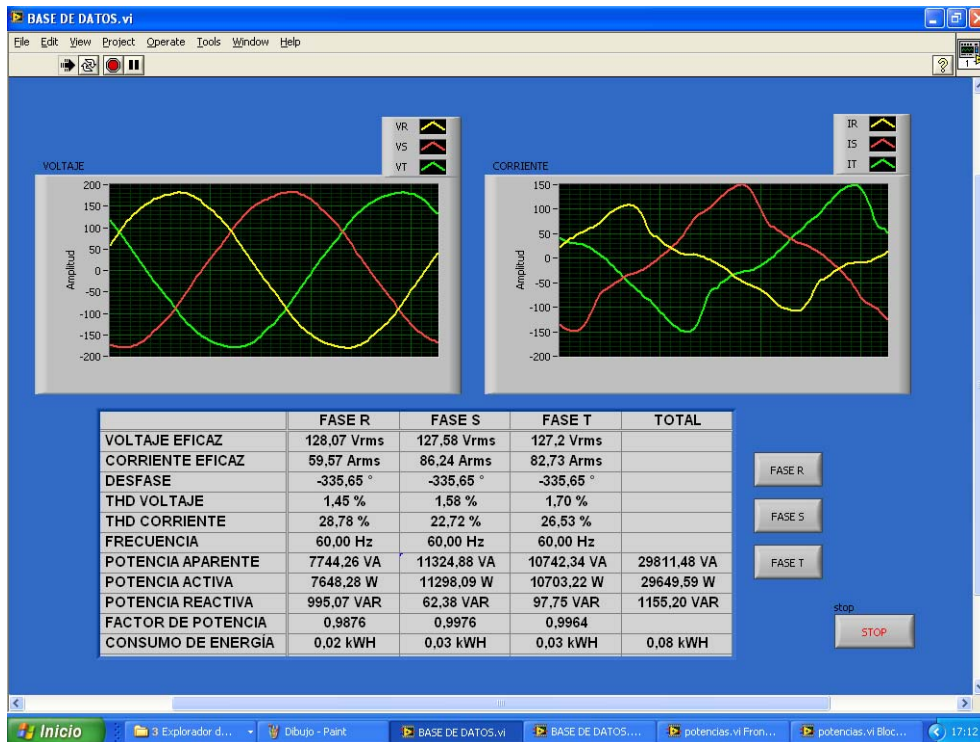 BASE DE DATOS.vi
File Edit View Project Operate Tools Window Help
1
VOLTAJE
VR
VS
VT
Amplitud
200
150
100
50
0
-50
-100
-150
-200
CORRIENTE
IR
IS
IT
Amplitud
150
100
50
0
-50
-100
-150
-200
FASE R FASE S FASE T TOTAL
VOLTAJE EFICAZ 128,07 Vrms 127,58 Vrms 127,2 Vrms
CORRIENTE EFICAZ 59,57 Arms 86,24 Arms 82,73 Arms
DESFASE -335,65 ° -335,65 ° -335,65 °
THD VOLTAJE 1,45 % 1,58 % 1,70 %
THD CORRIENTE 28,78 % 22,72 % 26,53 %
FRECUENCIA 60,00 Hz 60,00 Hz 60,00 Hz
POTENCIA APARENTE 7744,26 VA 11324,88 VA 10742,34 VA 29811,48 VA
POTENCIA ACTIVA 7648,28 W 11298,09 W 10703,22 W 29649,59 W
POTENCIA REACTIVA 995,07 VAR 62,38 VAR 97,75 VAR 1155,20 VAR
FACTOR DE POTENCIA 0,9876 0,9976 0,9964
CONSUMO DE ENERGÍA 0,02 kWH 0,03 kWH 0,03 kWH 0,08 kWH
FASE R
FASE S
FASE T
stop
STOP
Inicio 3 Explorador d... Dibujo - Paint BASE DE DATOS.vi BASE DE DATOS.... potencias.vi Fron... potencias.vi Bloc... 17:12